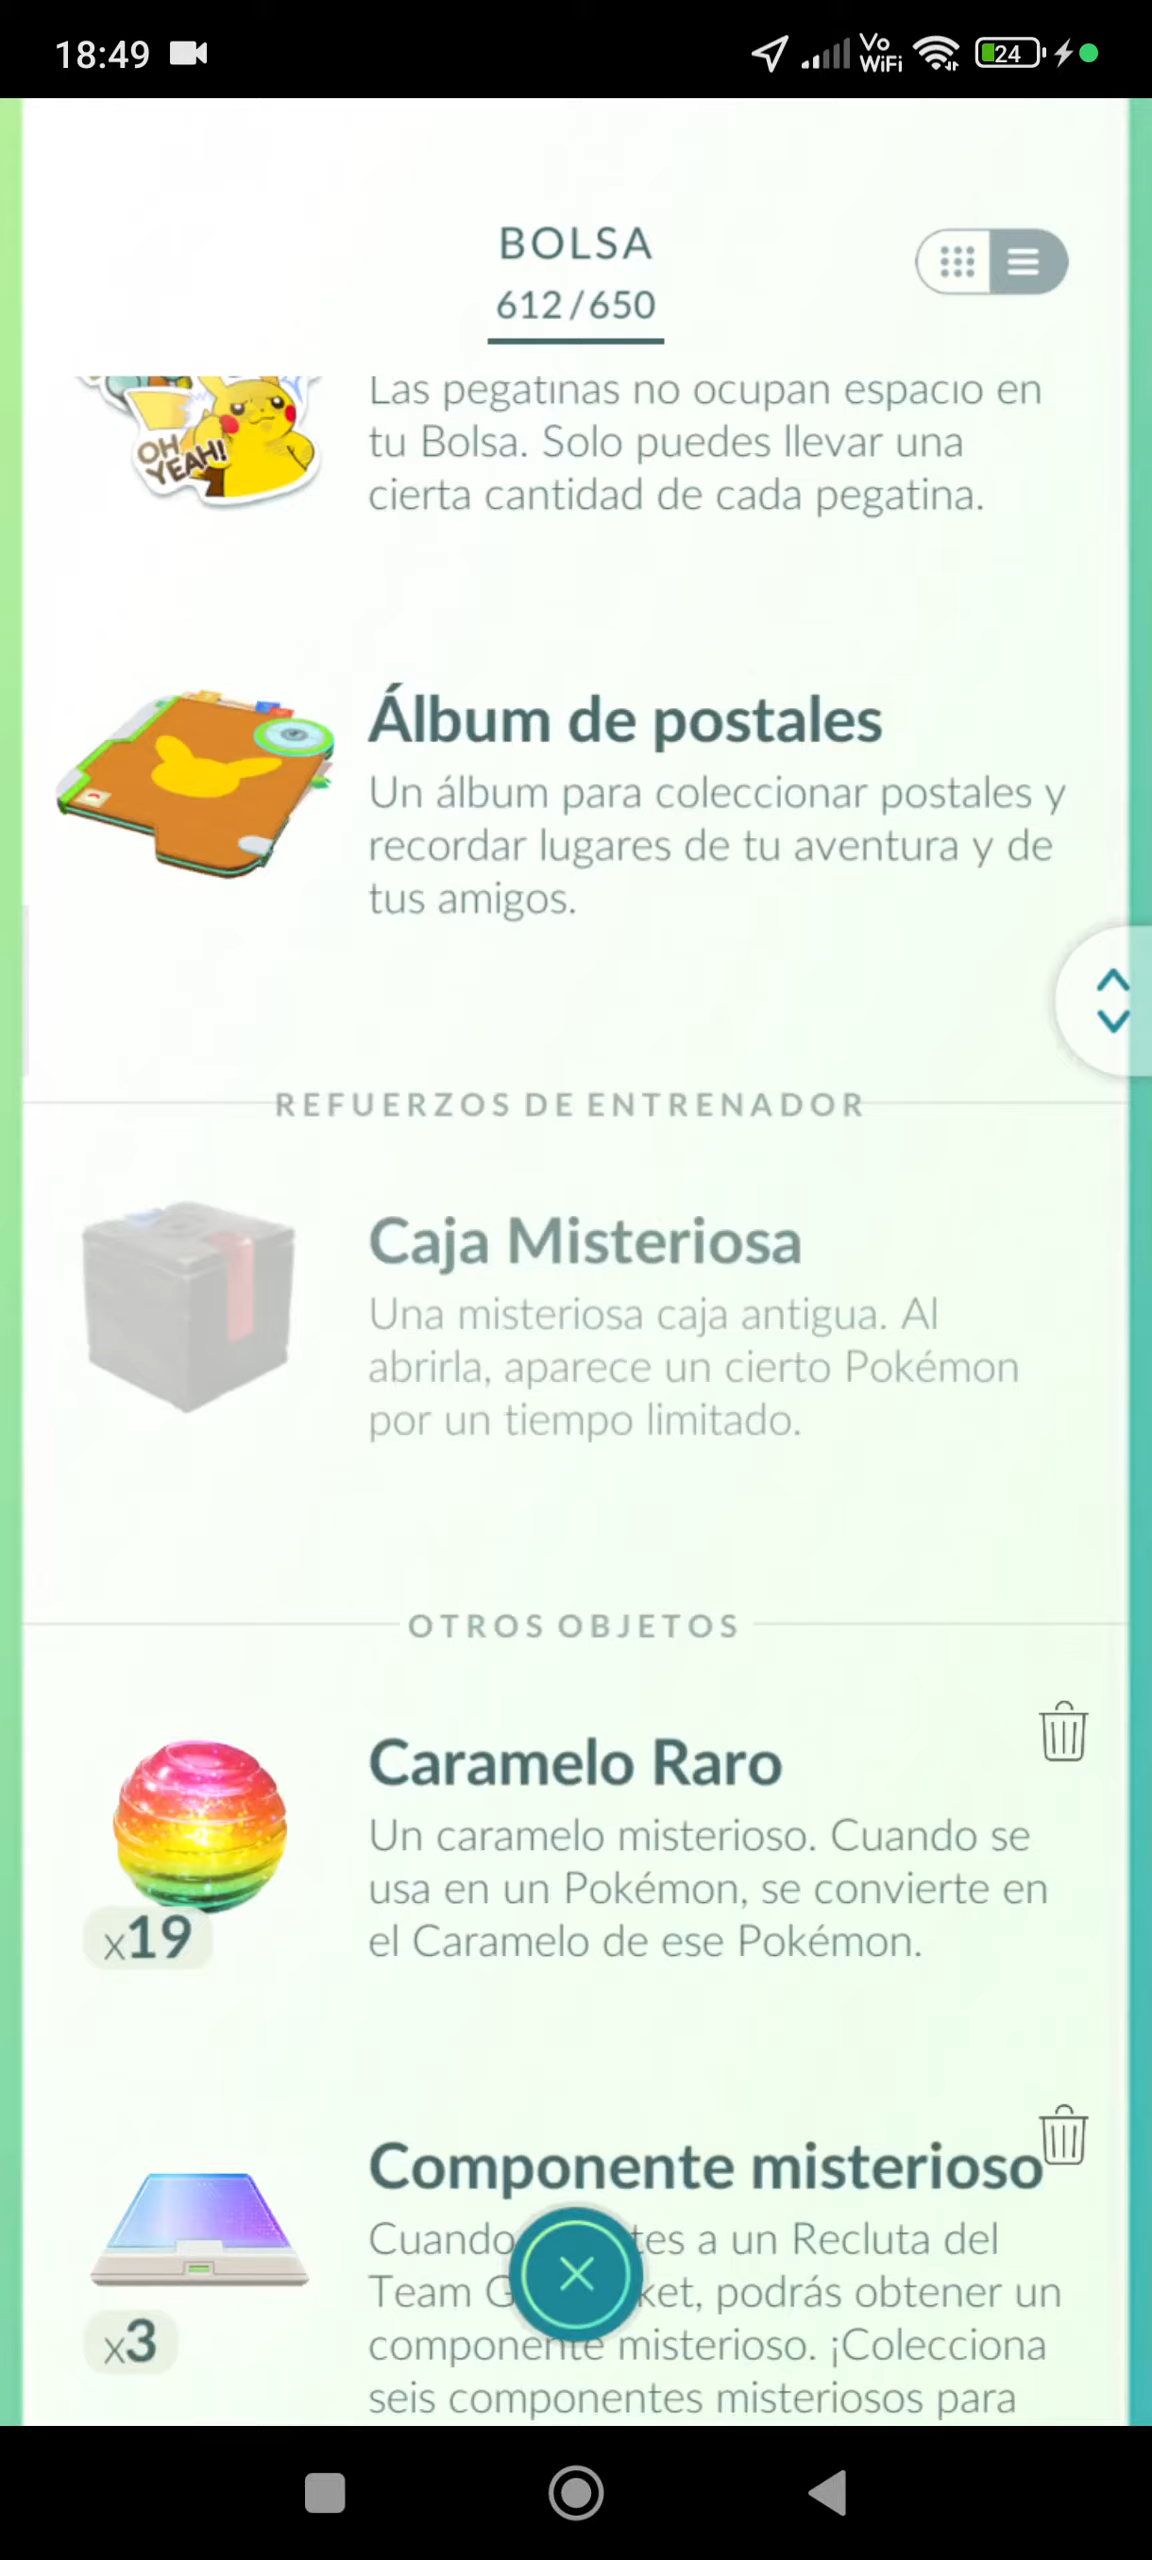 18:49
Vo
WiFi
24
BOLSA
612/650
OH
YEAH!
Las pegatinas no ocupan espacio en
tu Bolsa. Solo puedes llevar una
cierta cantidad de cada pegatina.
Álbum de postales
Un álbum para coleccionar postales y
recordar lugares de tu aventura y de
tus amigos.
REFUERZOS DE ENTRENADOR
Caja Misteriosa
Una misteriosa caja antigua. Al
abrirla, aparece un cierto Pokémon
por un tiempo limitado.
OTROS OBJETOS
Caramelo Raro
Un caramelo misterioso. Cuando se
usa en un Pokémon, se convierte en
el Caramelo de ese Pokémon.
x19
Componente misterioso
Cuando a un Recluta del
Team podrás obtener un
componente misterioso. ¡Colecciona
seis componentes misteriosos para
x3